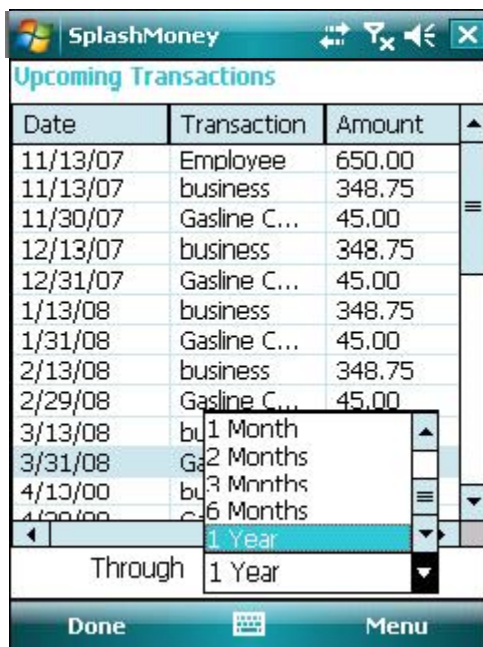 SplashMoney
Upcoming Transactions
Date Transaction Amount
11/13/07 Employee 650.00
11/13/07 business 348.75
11/30/07 Gasline C... 45.00
12/13/07 business 348.75
12/31/07 Gasline C... 45.00
1/13/08 business 348.75
1/31/08 Gasline C... 45.00
2/13/08 business 348.75
2/29/08 Gasline C... 45.00
3/13/08 bu
3/31/08 Ga
bu
1 Month
2 Months
3 Months
6 Months
1 Year
Through 1 Year
Done Menu